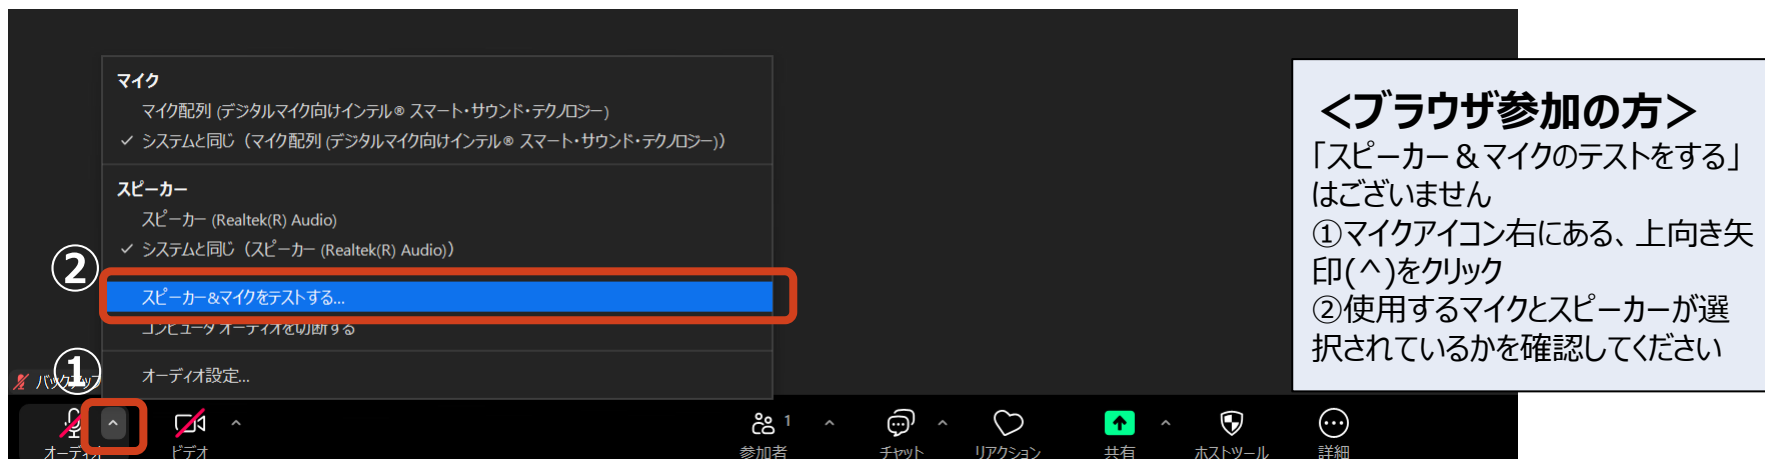 マイク
マイク配列 (デジタルマイク向けインテル® スマート・サウンド・テクノロジー)
✓ システムと同じ (マイク配列 (デジタルマイク向けインテル® スマート・サウンド・テクノロジー))
スピーカー
スピーカー (Realtek(R) Audio)
✓ システムと同じ (スピーカー (Realtek(R) Audio))
②
スピーカー&マイクをテストする...
コンピュータ オーディオを切断する
①
オーディオ設定...
バックアップ
オーディオ
ビデオ
1
参加者
チャット
リアクション
共有
ホストツール
詳細
＜ブラウザ参加の方＞
「スピーカー＆マイクのテストをする」
はございません
①マイクアイコン右にある、上向き矢
印(^)をクリック
②使用するマイクとスピーカーが選
択されているかを確認してください